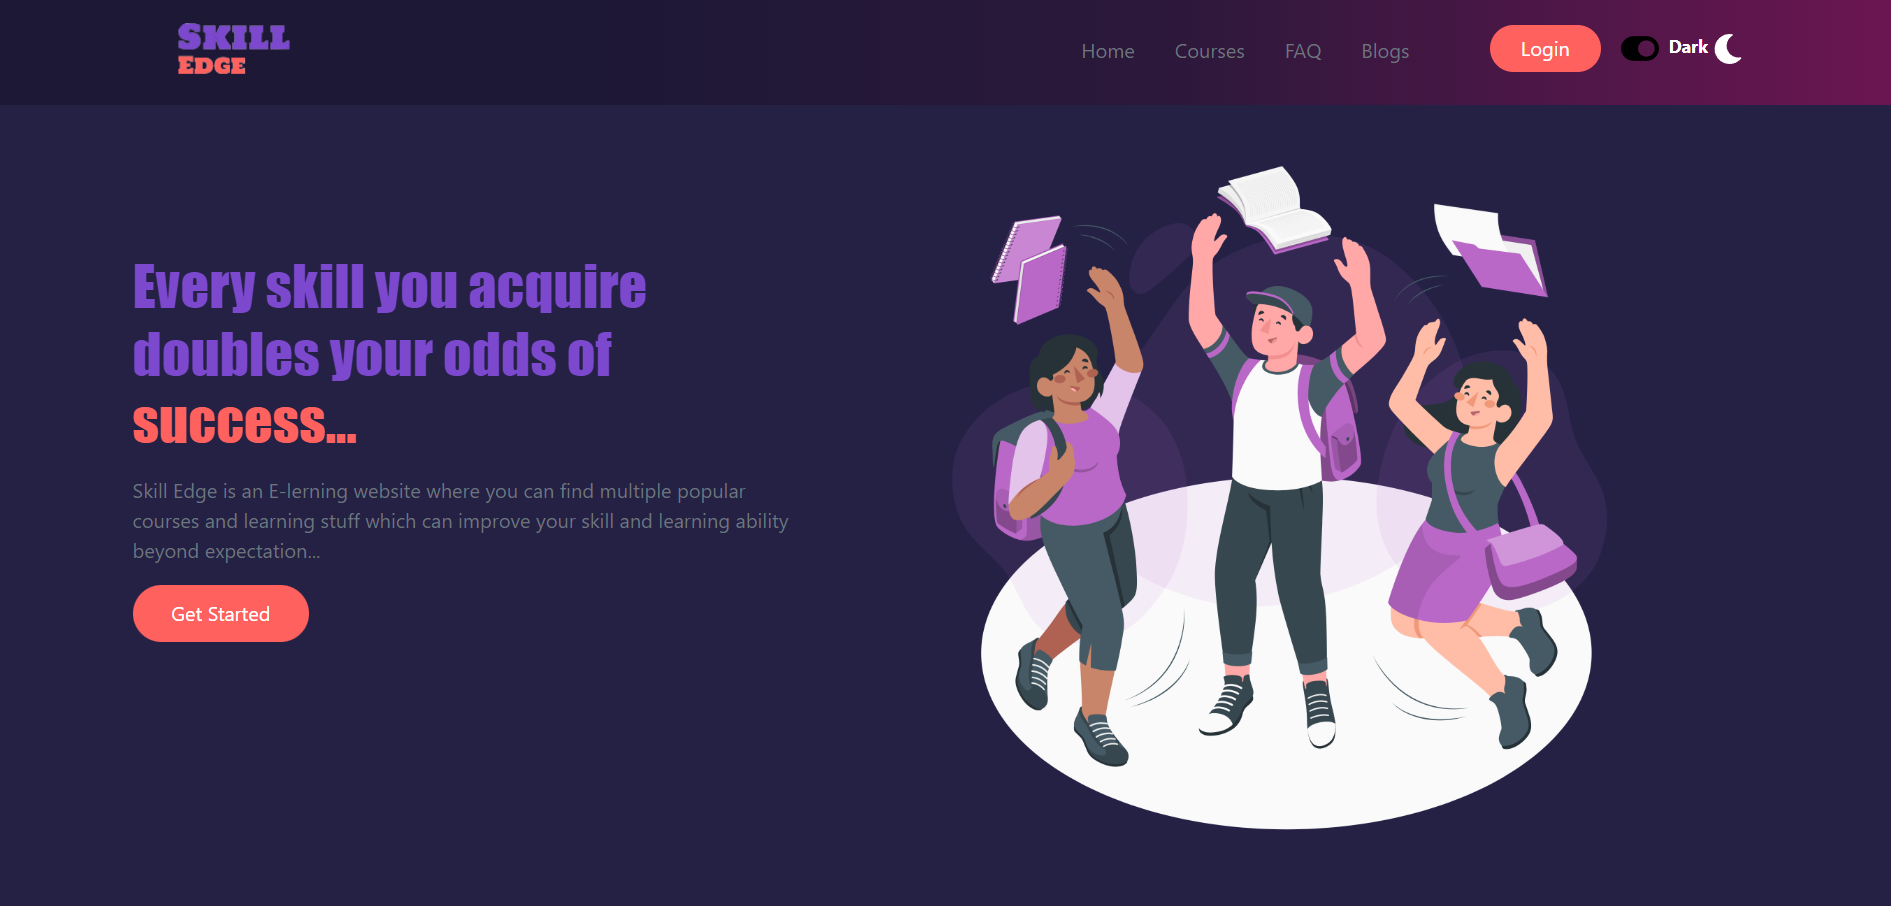 SKILL
EDGE
Home Courses FAQ Blogs Login Dark
Every skill you acquire
doubles your odds of
success...
Skill Edge is an E-lerning website where you can find multiple popular
courses and learning stuff which can improve your skill and learning ability
beyond expectation...
Get Started